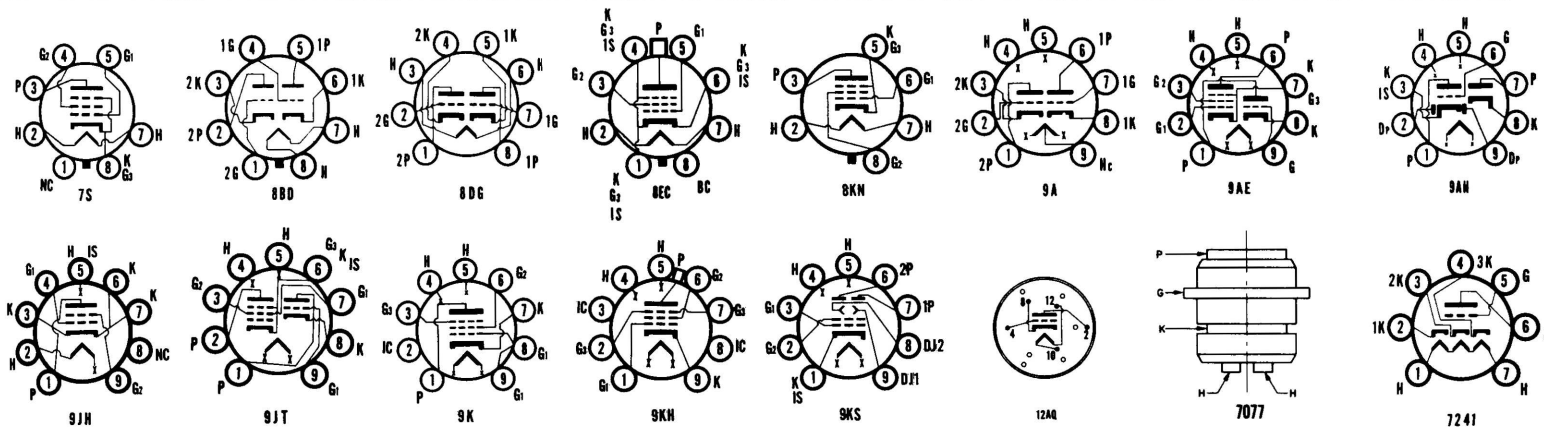 G2 4 5 G1
P 3
H 2 7 H
1 8 K
NC G3
7S
1G 4 5 1P
2K 3 6 1K
2P 2 7 H
2G 1 8 H
8BD
2K 4 5 1K
H 3 6 H
2G 2 7 1G
2P 1 8 1P
8DG
K
G3 P
1S 4 5 G1
K
G3
G2 3 6 IS
H 2 7 H
K 1 8 BC
G3
IS
8EC
5 K
G3
P 3 6 G1
H 2 7 H
8 G2
8KN
H
H 4 5 6 1P
2K 3 7 1G
2G 2 8 1K
2P 1 9 NC
9A
H
H 4 5 6 P
G2 3 7 K
G3
G1 2 8 K
P 1 9 G
9AE
H
H 4 5 6 G
K
IS 3 7 P
DP 2 8 K
P 1 9 DP
9AH
H IS
G1 4 5 6 K
K 3 7 K
H 2 8 NC
P 1 9 G2
9JH
H G3
H 4 5 6 K
IS
G2 3 7 G1
P 2 8 K
P 1 9 G1
9JT
H
H 4 5 6 G2
G3 3 7 K
IC 2 8 G1
P 1 9 G1
9K
H
P
H 4 5 6 G2
IC 3 7 G3
G3 2 8 IC
G1 1 9 K
9KH
H
H 4 5 6 2P
G1 3 7 1P
G2 2 8 DJ2
K 1 9 DJ1
IS
9KS
8 12
4 2
10
12AQ
P
G
K
H H
7077
4 3K
2K 3 5 G
1K 2 6
H 1 7 H
7241